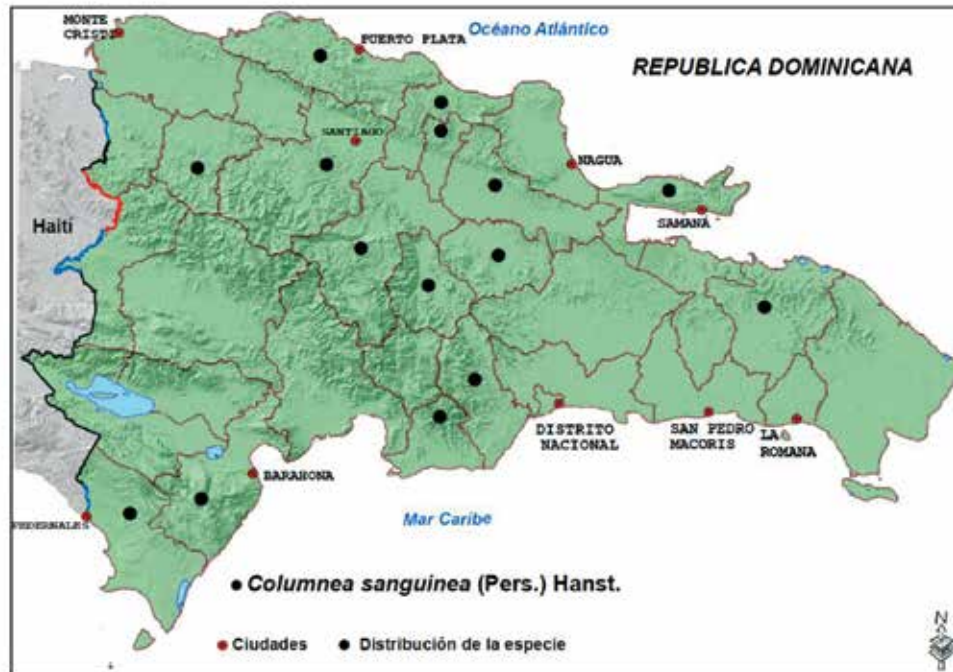 MONTE
CRISTI
PUERTO PLATA
Océano Atlántico
REPUBLICA DOMINICANA
SANTIAGO
NAGUA
SAMANA
Haití
DISTRITO
NACIONAL
SAN PEDRO
MACORIS
LA
ROMANA
BARAHONA
PEDERNALES
Mar Caribe
Columnea sanguinea (Pers.) Hanst.
Ciudades
Distribución de la especie
N